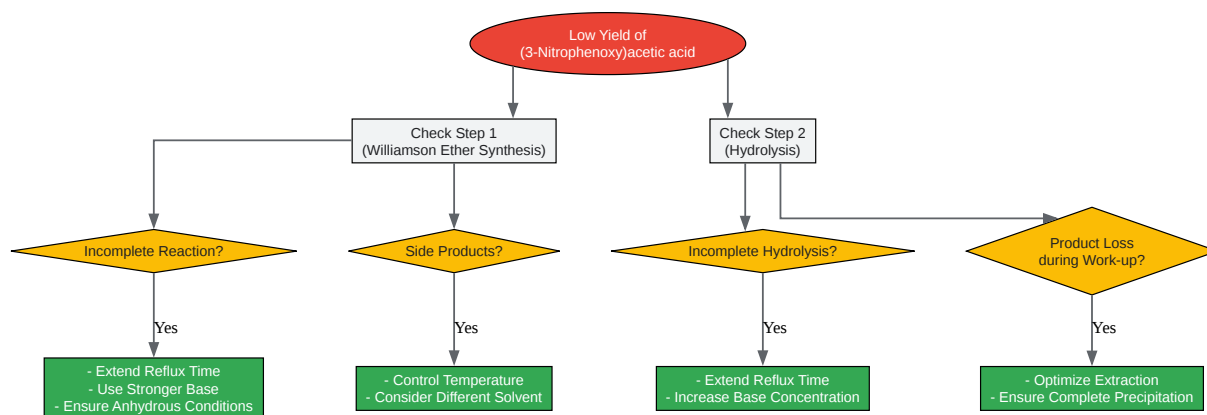 Low Yield of
(3-Nitrophenoxy)acetic acid
Check Step 1
(Williamson Ether Synthesis)
Check Step 2
(Hydrolysis)
Incomplete Reaction?
Side Products?
Incomplete Hydrolysis?
Product Loss
during Work-up?
Yes
Yes
Yes
Yes
- Extend Reflux Time
- Use Stronger Base
- Ensure Anhydrous Conditions
- Control Temperature
- Consider Different Solvent
- Extend Reflux Time
- Increase Base Concentration
- Optimize Extraction
- Ensure Complete Precipitation